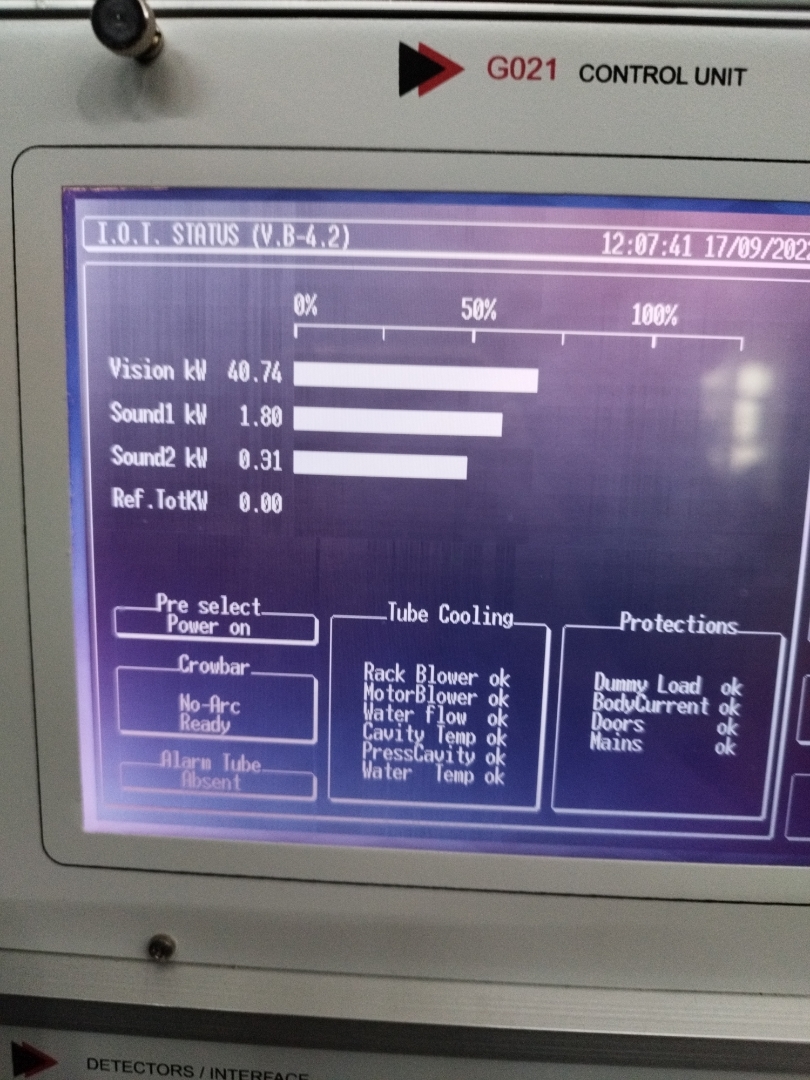 G021 CONTROL UNIT
I.O.T. STATUS (V.B-4.2) 12:07:41 17/09/202
0% 50% 100%
Vision kW 40.74
Sound1 kW 1.80
Sound2 kW 0.31
Ref.TotKW 0.00
Pre select
Power on
Crowbar
No-Arc
Ready
Alarm Tube
Absent
Tube Cooling
Rack Blower ok
MotorBlower ok
Water flow ok
Cavity Temp ok
PressCavity ok
Water Temp ok
Protections
Dummy Load ok
BodyCurrent ok
Doors ok
Mains ok
DETECTORS / INTERFACE